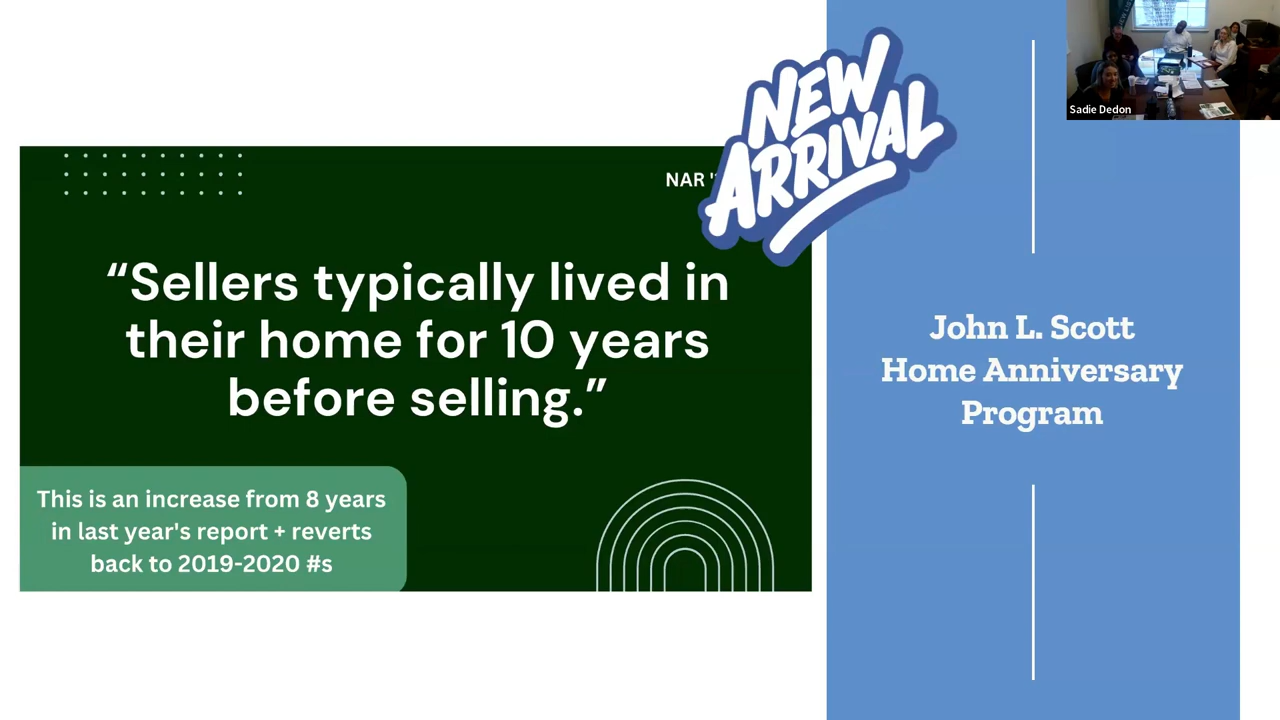 NEW
ARRIVAL
Sadie Dedon
NAR
“Sellers typically lived in
their home for 10 years
before selling.”
This is an increase from 8 years
in last year's report + reverts
back to 2019-2020 #s
John L. Scott
Home Anniversary
Program